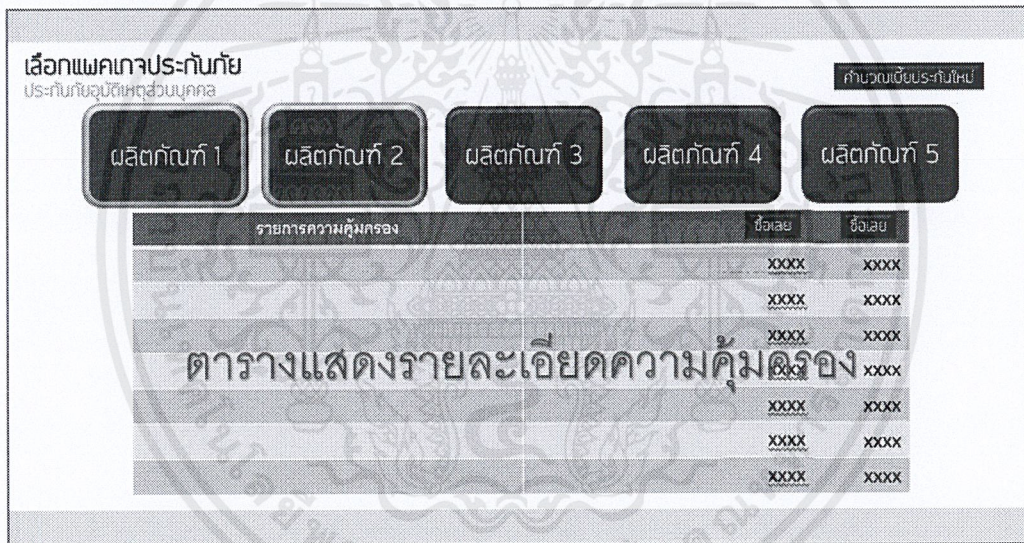 เลือกแพคเกจประกันภัย
ประกันภัยอุบัติเหตุส่วนบุคคล
คำนวณเบี้ยประกันใหม่
ผลิตภัณฑ์ 1 ผลิตภัณฑ์ 2 ผลิตภัณฑ์ 3 ผลิตภัณฑ์ 4 ผลิตภัณฑ์ 5
รายการความคุ้มครอง ซื้อเลย ซื้อเลย
xxxx xxxx
xxxx xxxx
xxxx xxxx
ตารางแสดงรายละเอียดความคุ้มครอง
xxxx xxxx
xxxx xxxx
xxxx xxxx
xxxx xxxx